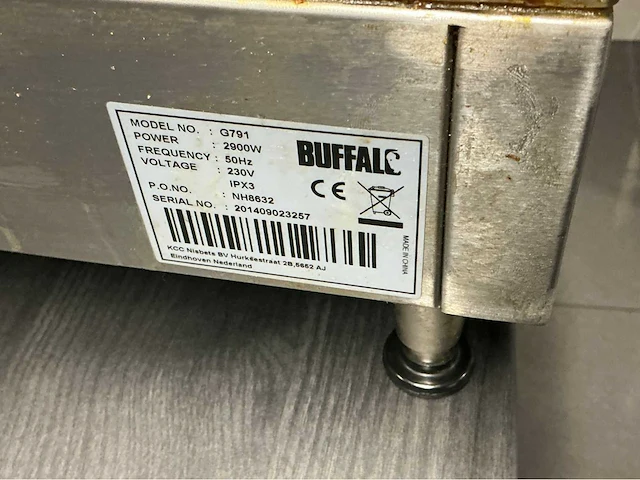 MODEL NO. : G791
POWER : 2900W
FREQUENCY : 50Hz
VOLTAGE : 230V
IPX3
P.O.NO. : NH8632
SERIAL NO. : 201409023257
BUFFALO
CE
MADE IN CHINA
KCC Nisbets BV Hurkéestraat 2B,5652 AJ
Eindhoven Nederland